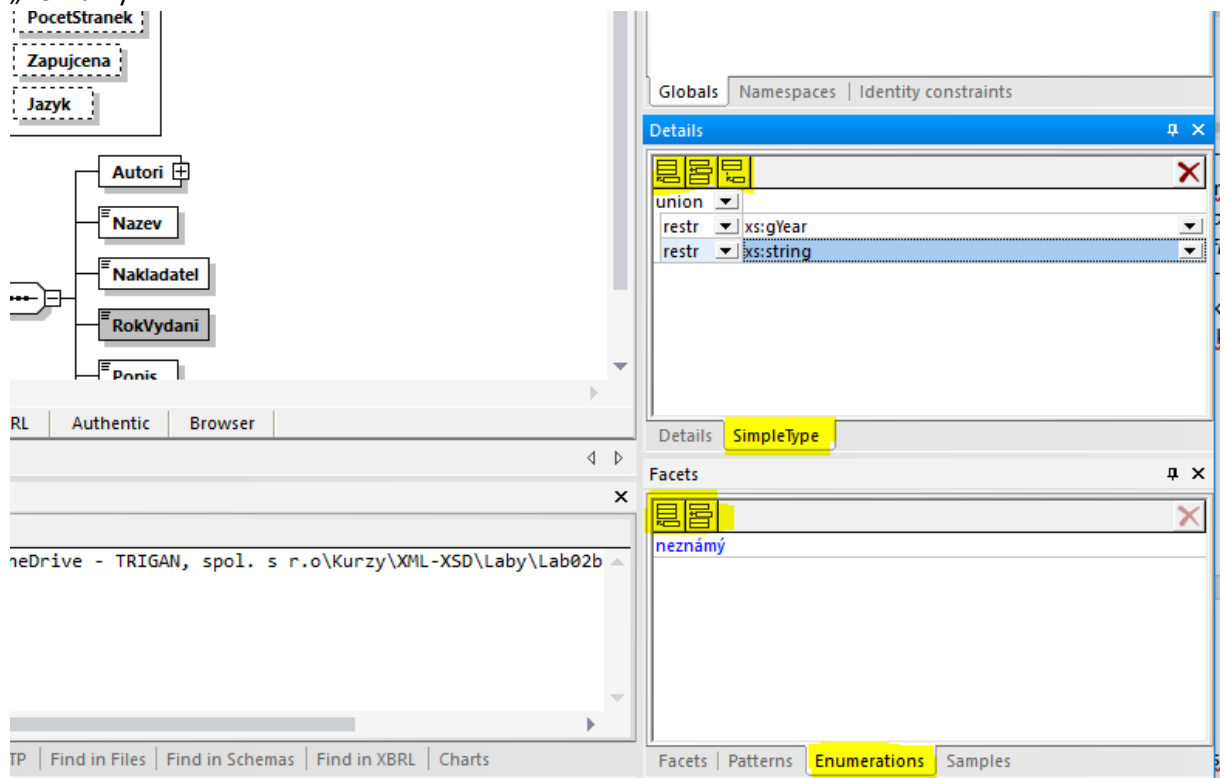 PocetStranek
Zapujcena
Jazyk
Autori
Nazev
Nakladatel
RokVydani
Popis
RL Authentic Browser
neDrive - TRIGAN, spol. s r.o\Kurzy\XML-XSD\Laby\Lab02b
TP Find in Files Find in Schemas Find in XBRL Charts
Globals Namespaces Identity constraints
Details
union
restr xs:gYear
restr xs:string
Details SimpleType
Facets
neznámý
Facets Patterns Enumerations Samples